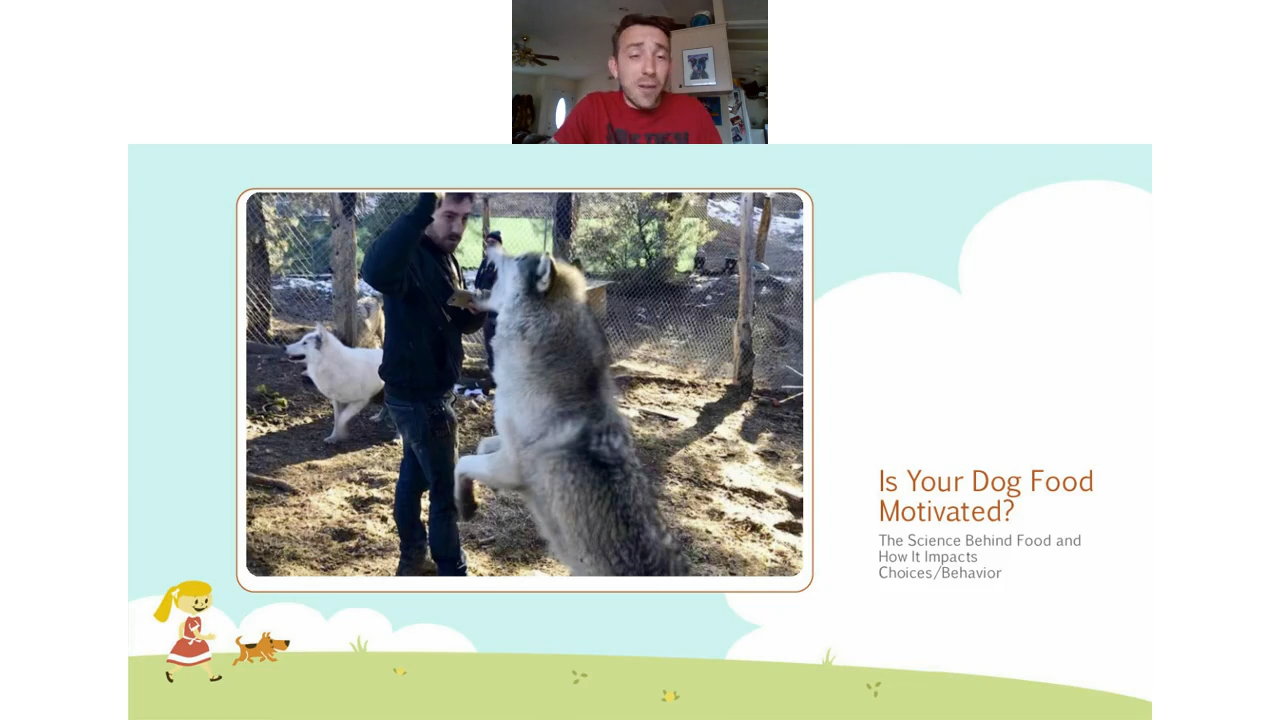 Is Your Dog Food
Motivated?
The Science Behind Food and
How It Impacts
Choices/Behavior